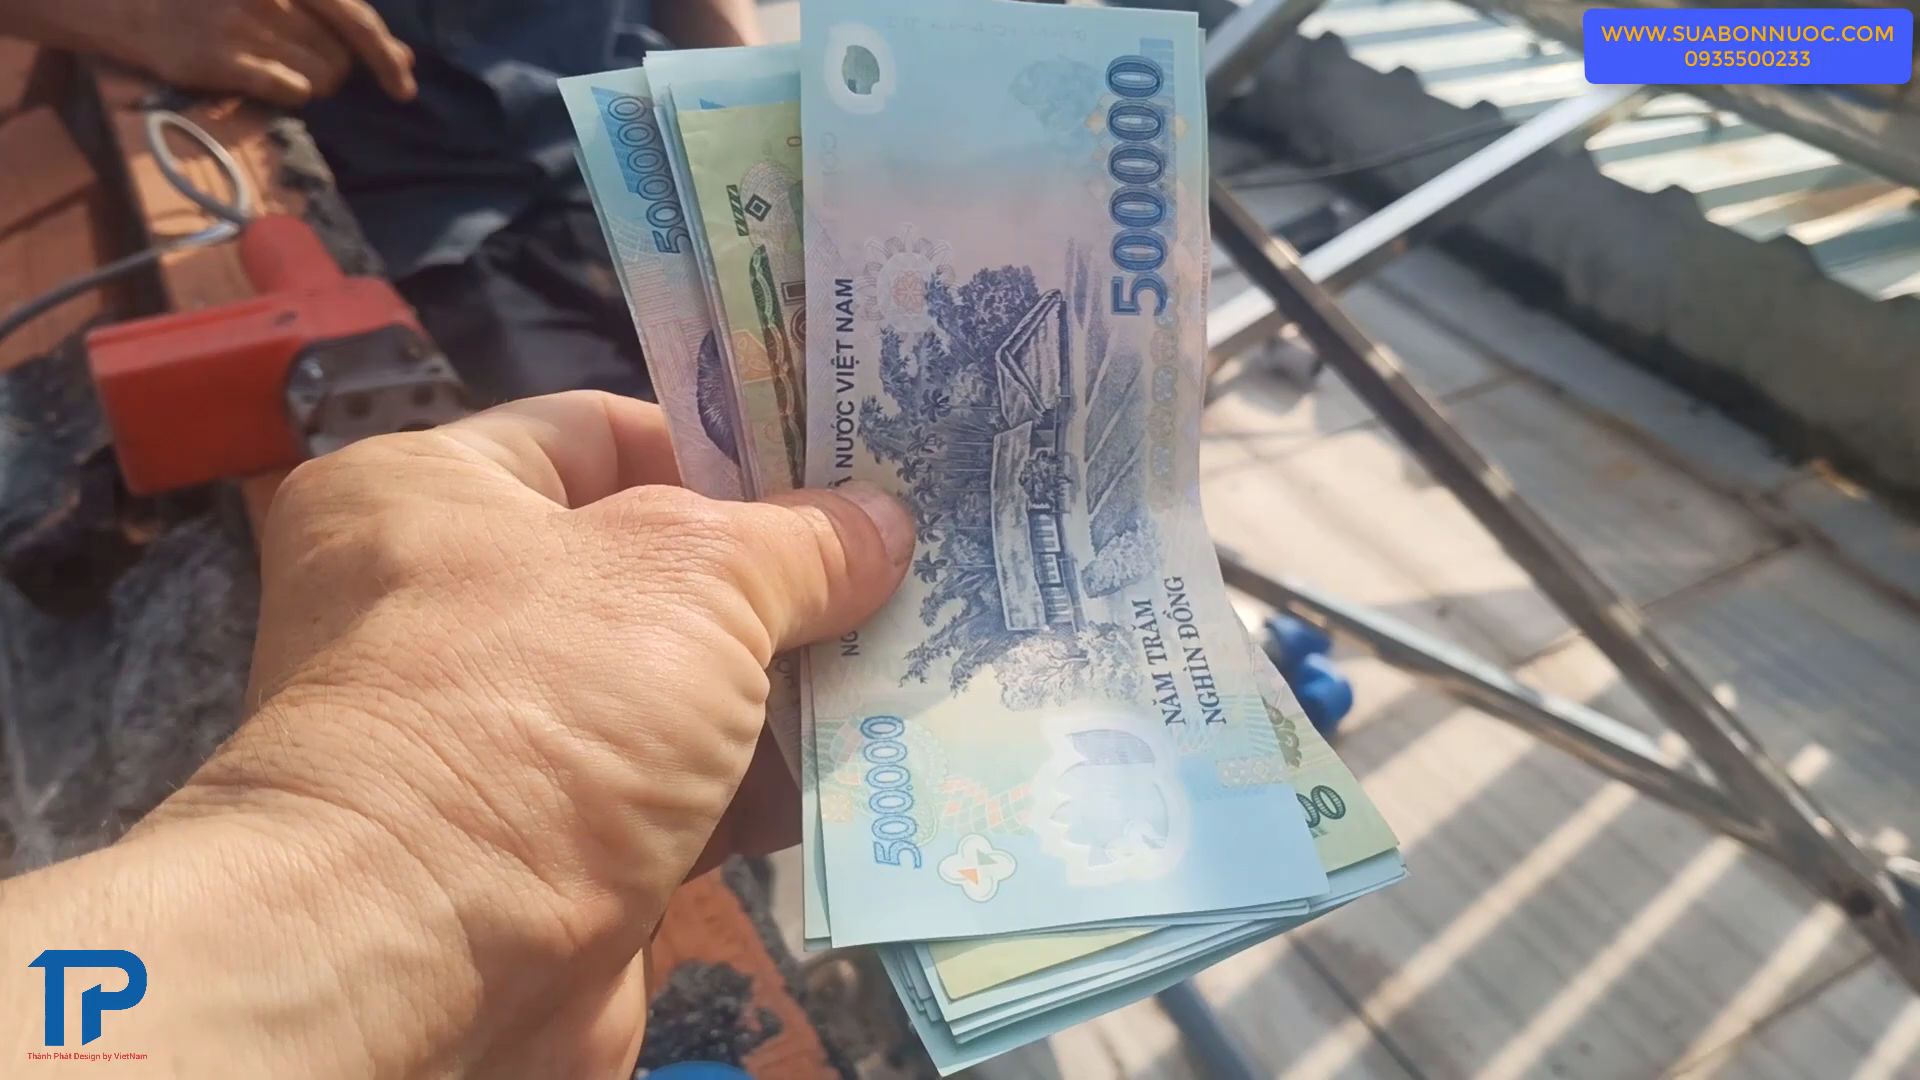 WWW.SUABONNUOC.COM
0935500233
500000
500000
NĂM TRĂM
NGHÌN ĐỒNG
NƯỚC VIỆT NAM
500000
Thành Phát Design by VietNam
TP